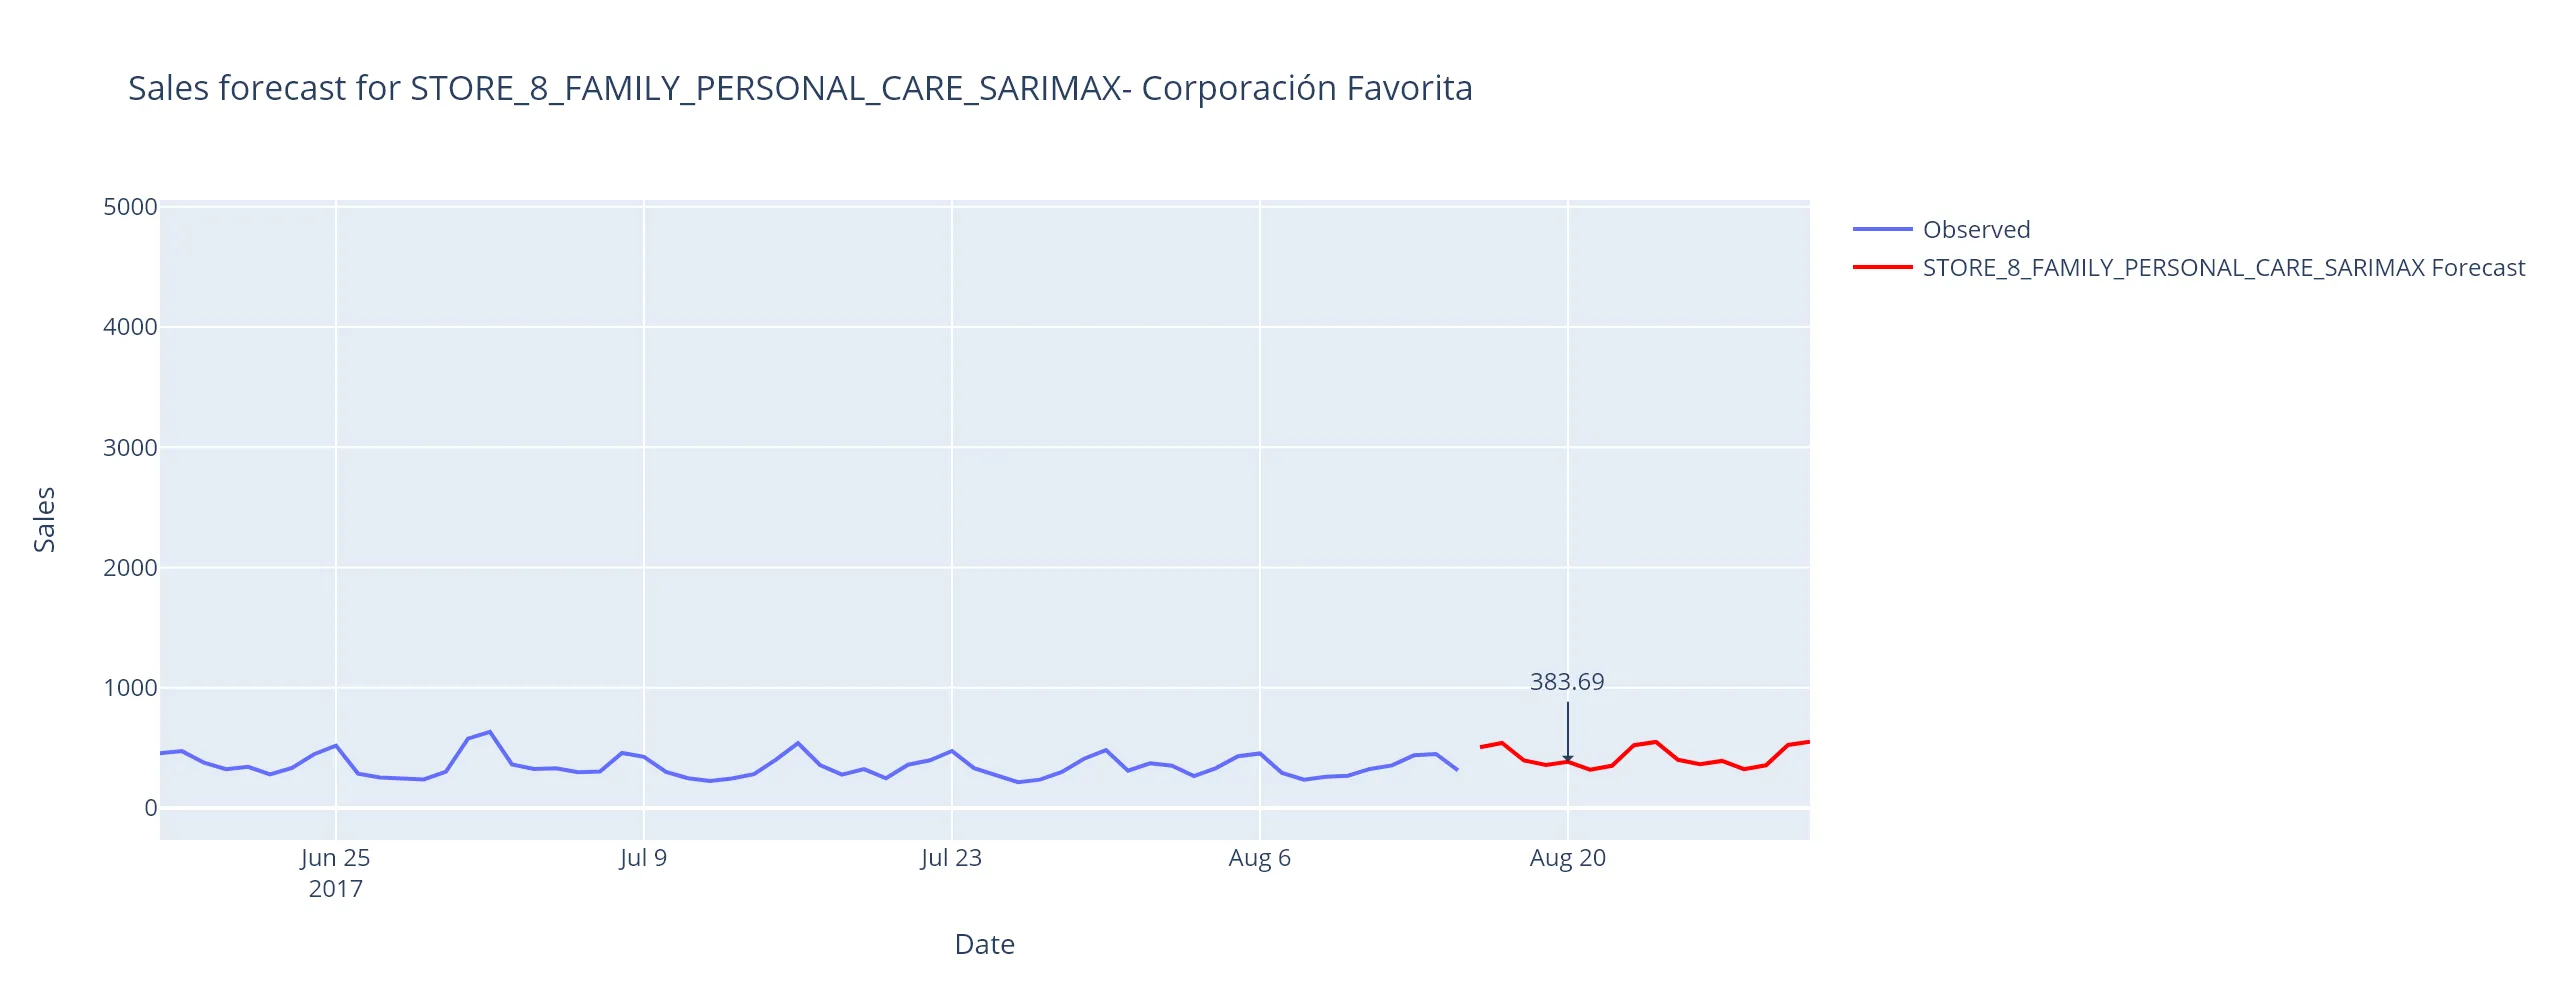 Sales forecast for STORE_8_FAMILY_PERSONAL_CARE_SARIMAX- Corporación Favorita
Observed
STORE_8_FAMILY_PERSONAL_CARE_SARIMAX Forecast
5000
4000
3000
2000
1000
0
Sales
383.69
Jun 25
2017
Jul 9
Jul 23
Aug 6
Aug 20
Date